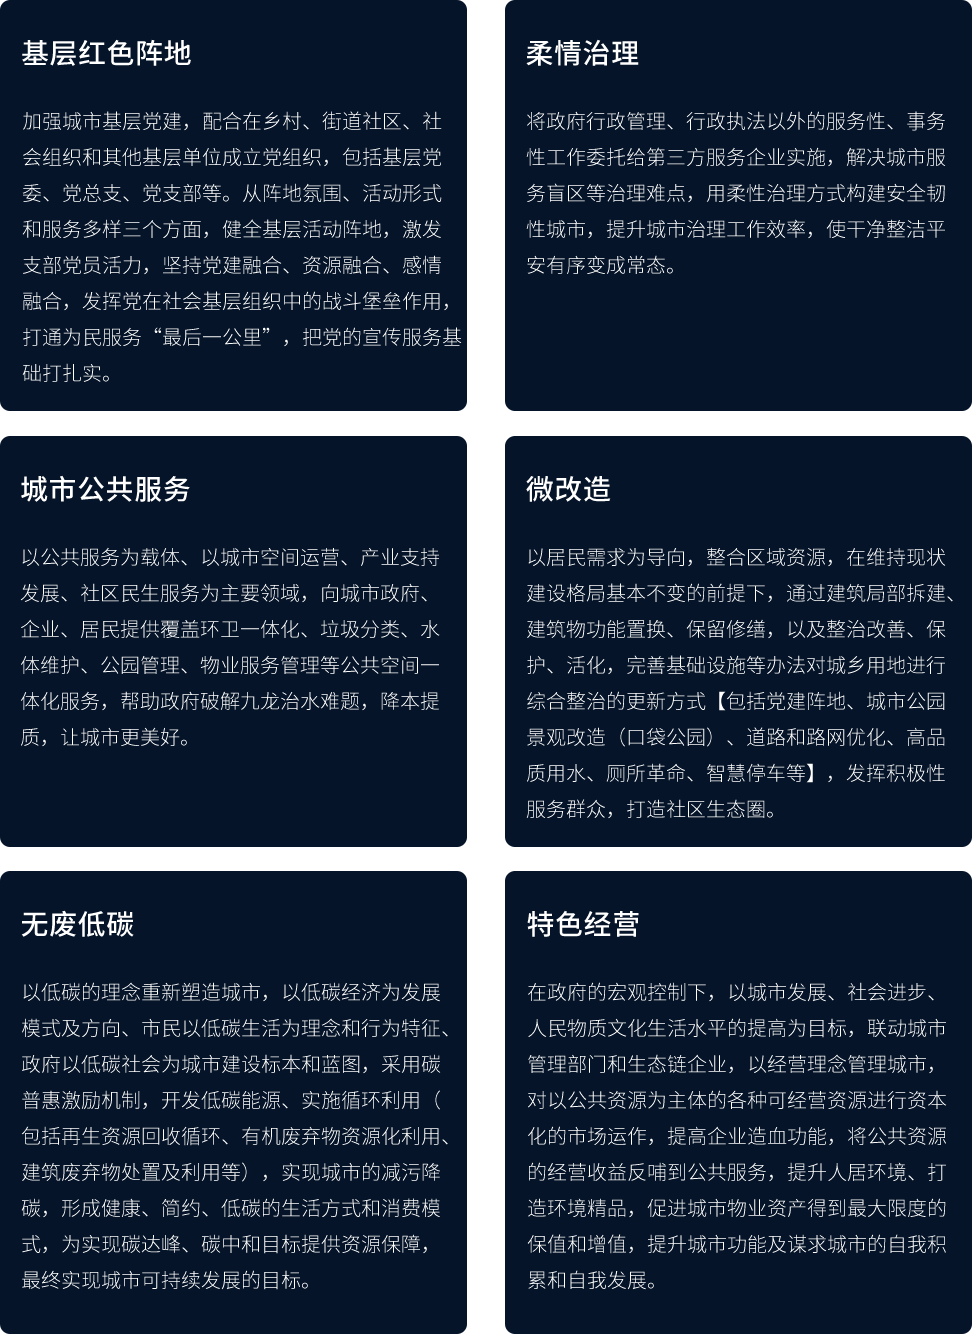 基层红色阵地
加强城市基层党建，配合在乡村、街道社区、社
会组织和其他基层单位成立党组织，包括基层党
委、党总支、党支部等。从阵地氛围、活动形式
和服务多样三个方面，健全基层活动阵地，激发
支部党员活力，坚持党建融合、资源融合、感情
融合，发挥党在社会基层组织中的战斗堡垒作用，
打通为民服务“最后一公里”，把党的宣传服务基
础打扎实。
柔情治理
将政府行政管理、行政执法以外的服务性、事务
性工作委托给第三方服务企业实施，解决城市服
务盲区等治理难点，用柔性治理方式构建安全韧
性城市，提升城市治理工作效率，使干净整洁平
安有序变成常态。
城市公共服务
以公共服务为载体、以城市空间运营、产业支持
发展、社区民生服务为主要领域，向城市政府、
企业、居民提供覆盖环卫一体化、垃圾分类、水
体维护、公园管理、物业服务管理等公共空间一
体化服务，帮助政府破解九龙治水难题，降本提
质，让城市更美好。
微改造
以居民需求为导向，整合区域资源，在维持现状
建设格局基本不变的前提下，通过建筑局部拆建、
建筑物功能置换、保留修缮，以及整治改善、保
护、活化，完善基础设施等办法对城乡用地进行
综合整治的更新方式【包括党建阵地、城市公园
景观改造（口袋公园）、道路和路网优化、高品
质用水、厕所革命、智慧停车等】，发挥积极性
服务群众，打造社区生态圈。
无废低碳
以低碳的理念重新塑造城市，以低碳经济为发展
模式及方向、市民以低碳生活为理念和行为特征、
政府以低碳社会为城市建设标本和蓝图，采用碳
普惠激励机制，开发低碳能源、实施循环利用（
包括再生资源回收循环、有机废弃物资源化利用、
建筑废弃物处置及利用等），实现城市的减污降
碳，形成健康、简约、低碳的生活方式和消费模
式，为实现碳达峰、碳中和目标提供资源保障，
最终实现城市可持续发展的目标。
特色经营
在政府的宏观控制下，以城市发展、社会进步、
人民物质文化生活水平的提高为目标，联动城市
管理部门和生态链企业，以经营理念管理城市，
对以公共资源为主体的各种可经营资源进行资本
化的市场运作，提高企业造血功能，将公共资源
的经营收益反哺到公共服务，提升人居环境、打
造环境精品，促进城市物业资产得到最大限度的
保值和增值，提升城市功能及谋求城市的自我积
累和自我发展。